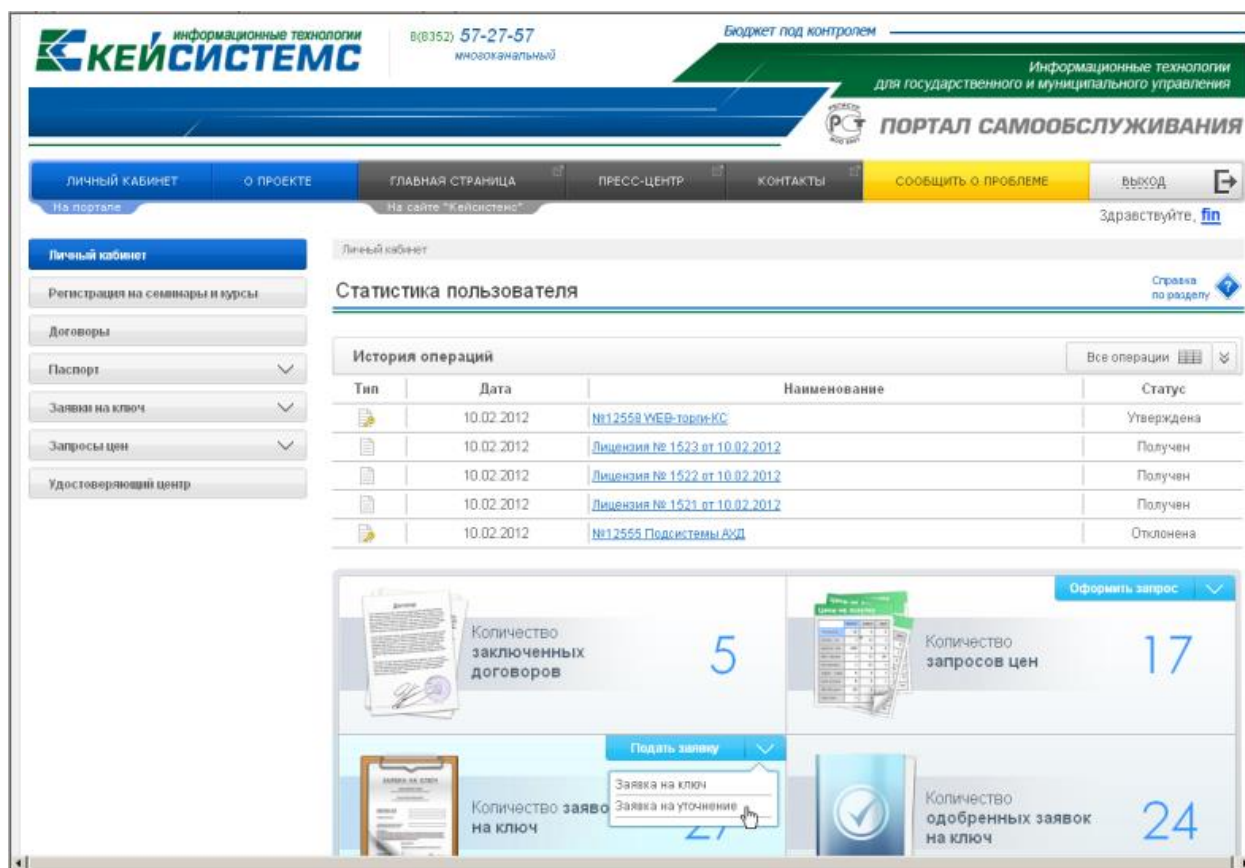 информационные технологии
КЕЙСИСТЕМС
8(8352) 57-27-57
многоканальный
Бюджет под контролем
Информационные технологии
для государственного и муниципального управления
РСТ
ПОРТАЛ САМООБСЛУЖИВАНИЯ
ЛИЧНЫЙ КАБИНЕТ
О ПРОЕКТЕ
ГЛАВНАЯ СТРАНИЦА
ПРЕСС-ЦЕНТР
КОНТАКТЫ
СООБЩИТЬ О ПРОБЛЕМЕ
ВЫХОД
На портале
На сайте "Кейсистемс"
Здравствуйте, fin
Личный кабинет
Регистрация на семинары и курсы
Договоры
Паспорт
Заявки на ключ
Запросы цен
Удостоверяющий центр
Личный кабинет
Статистика пользователя
Справка
по разделу
История операций
Все операции
Тип Дата Наименование Статус
10.02.2012 №12558 WEB-торги-КС Утверждена
10.02.2012 Лицензия № 1523 от 10.02.2012 Получен
10.02.2012 Лицензия № 1522 от 10.02.2012 Получен
10.02.2012 Лицензия № 1521 от 10.02.2012 Получен
10.02.2012 №12555 Подсистемы АХД Отклонена
Договор
Количество
заключенных
договоров
5
Оформить запрос
Количество
запросов цен
17
Подать заявку
Заявка на ключ
Заявка на уточнение
ЗАЯВКА НА КЛЮЧ
Количество
на ключ
27
Количество
одобренных заявок
на ключ
24